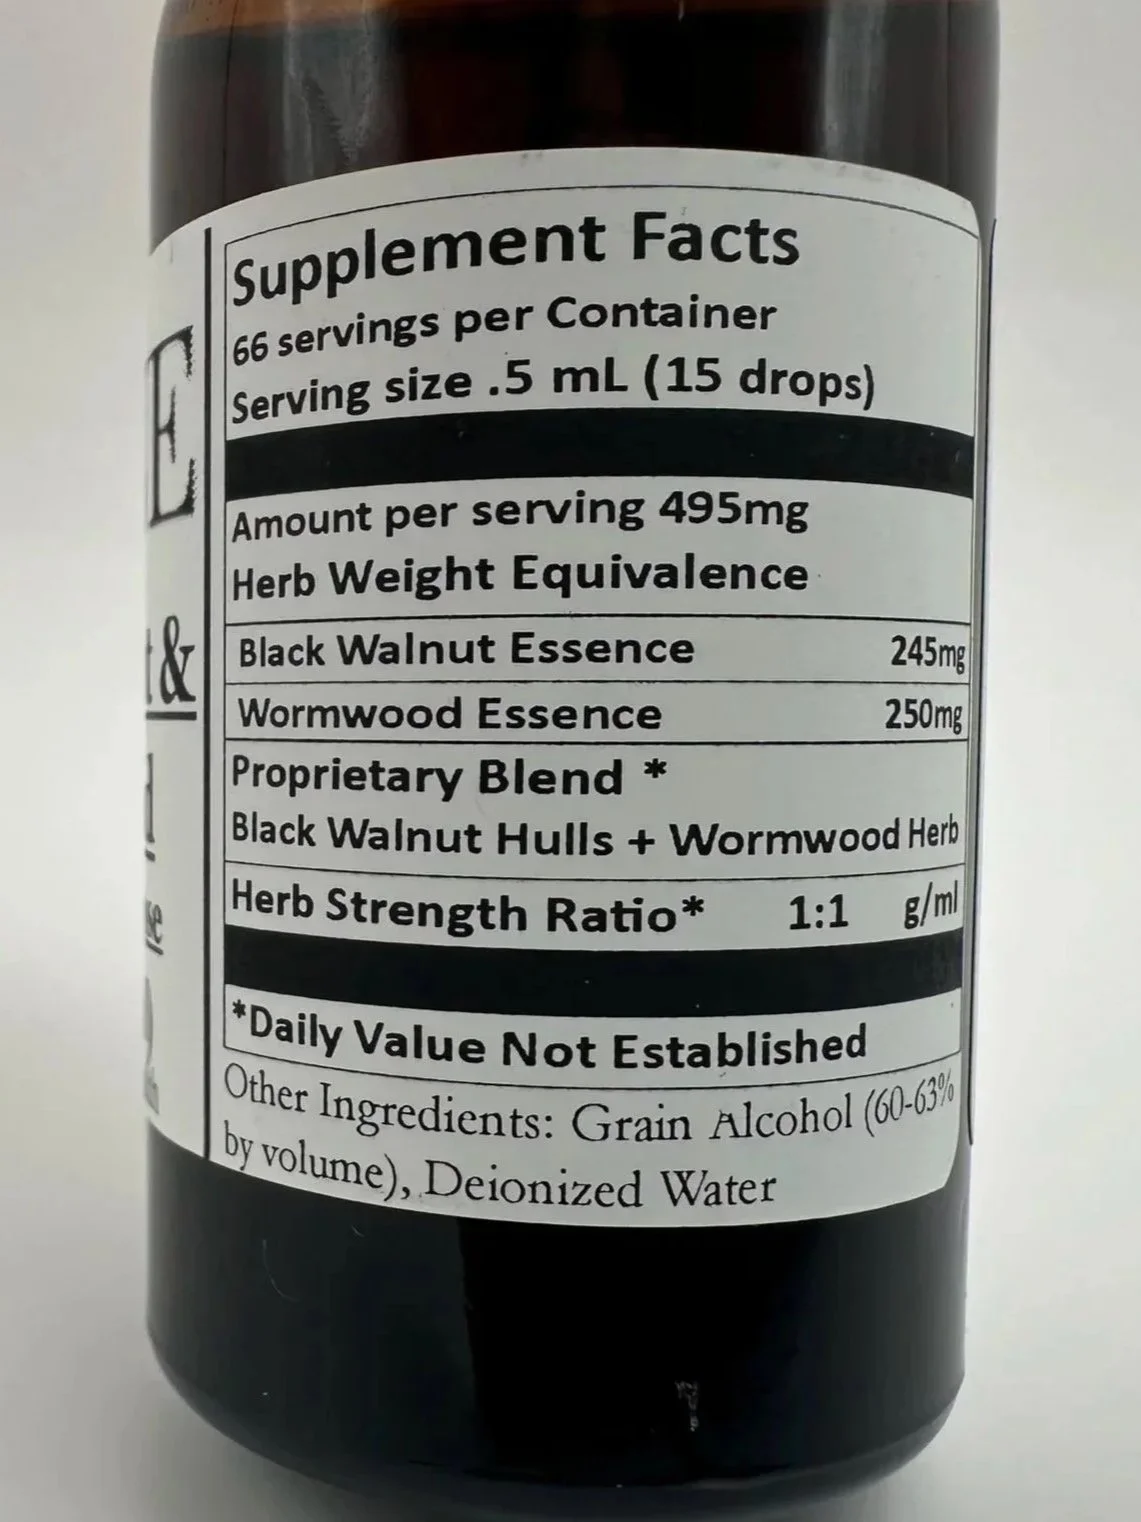 E
&
Supplement Facts
66 servings per Container
Serving size .5 mL (15 drops)
Amount per serving 495mg
Herb Weight Equivalence
Black Walnut Essence 245mg
Wormwood Essence 250mg
Proprietary Blend *
Black Walnut Hulls + Wormwood Herb
Herb Strength Ratio* 1:1 g/ml
*Daily Value Not Established
Other Ingredients: Grain Alcohol (60-63%
by volume), Deionized Water